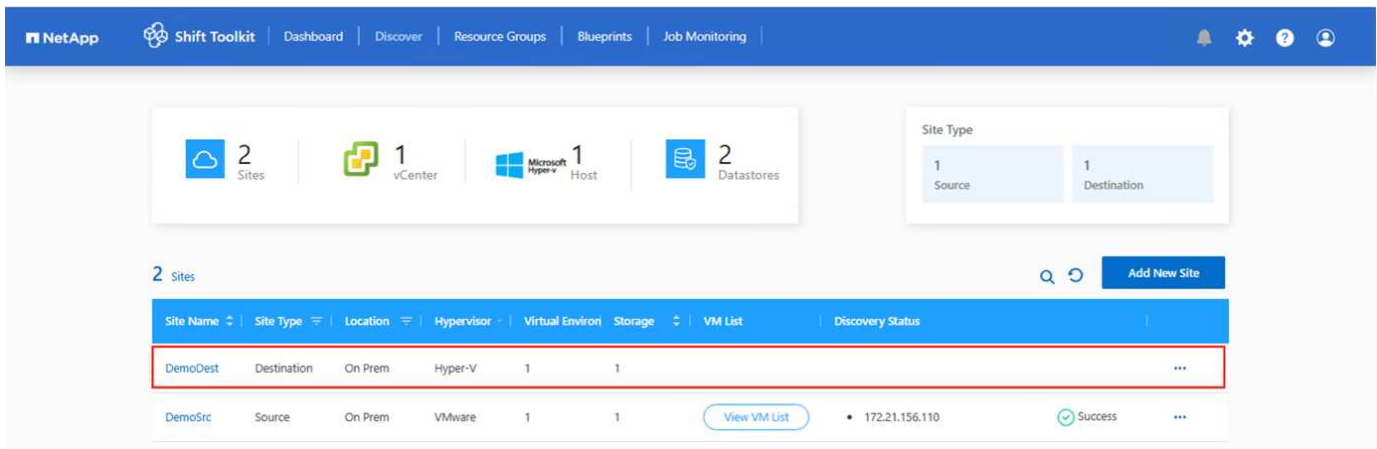 NetApp Shift Toolkit Dashboard Discover Resource Groups Blueprints Job Monitoring
2 Sites
1 vCenter
Microsoft Hyper-v 1 Host
2 Datastores
Site Type
1 Source
1 Destination
2 Sites
Add New Site
Site Name Site Type Location Hypervisor Virtual Environ Storage VM List Discovery Status
DemoDest Destination On Prem Hyper-V 1 1 ...
DemoSrc Source On Prem VMware 1 1 View VM List • 172.21.156.110 Success ...